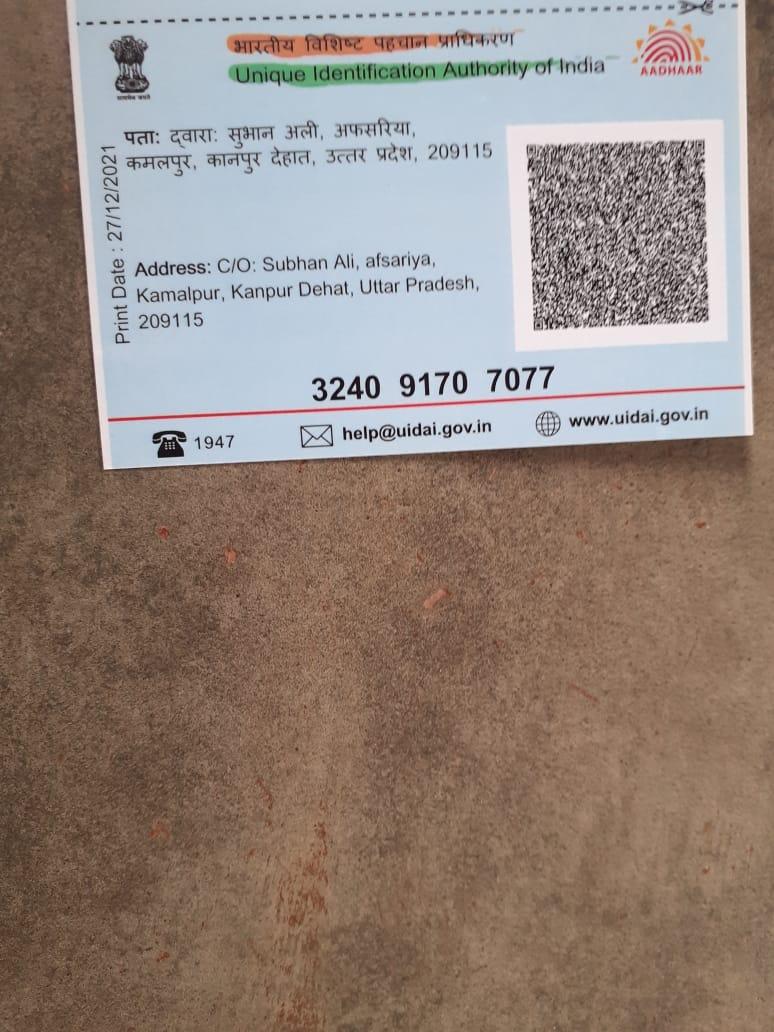 भारतीय विशिष्ट पहचान प्राधिकरण
Unique Identification Authority of India
AADHAAR
सत्यमेव जयते
पता: द्वारा: सुभान अली, अफसरिया,
कमलपुर, कानपुर देहात, उत्तर प्रदेश, 209115
Print Date : 27/12/2021
Address: C/O: Subhan Ali, afsariya,
Kamalpur, Kanpur Dehat, Uttar Pradesh,
209115
3240 9170 7077
1947
help@uidai.gov.in
www.uidai.gov.in